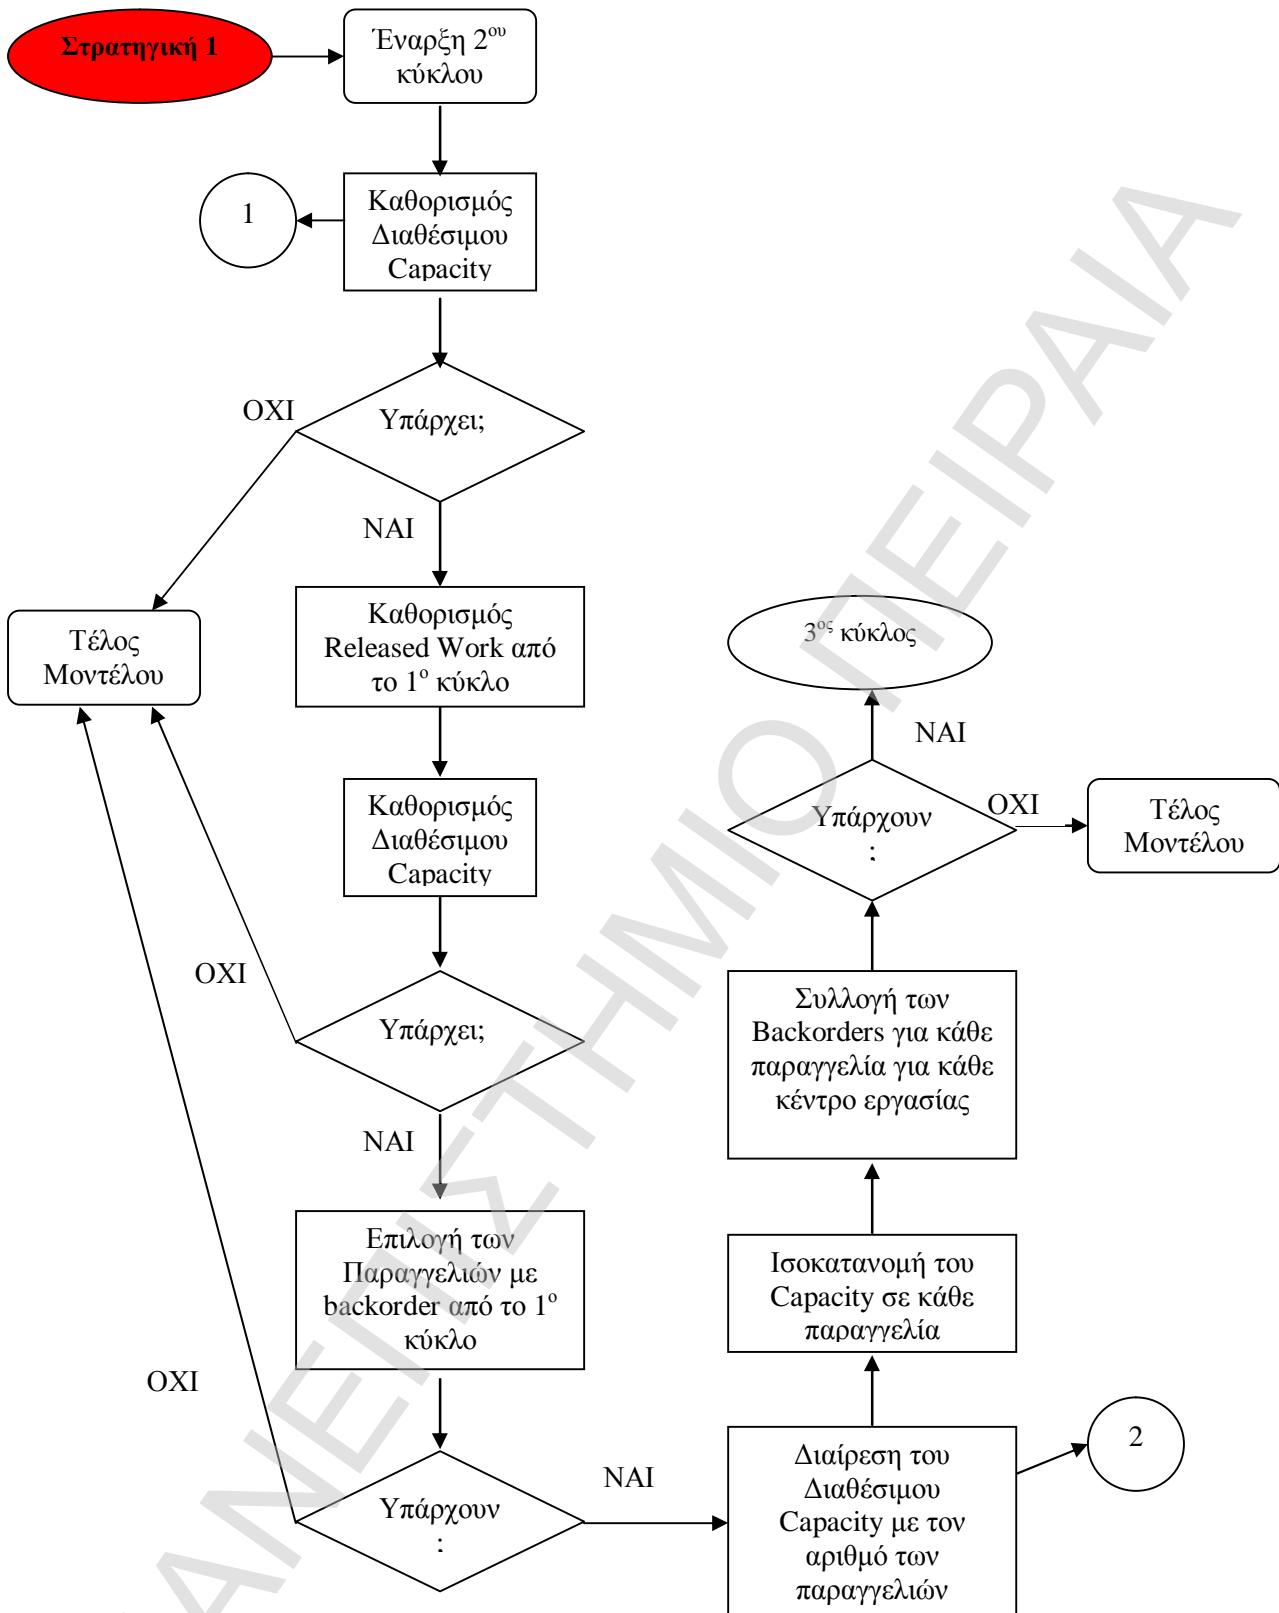 Στρατηγική 1
Έναρξη 2ου
κύκλου
1
Καθορισμός
Διαθέσιμου
Capacity
ΟΧΙ
Υπάρχει;
ΝΑΙ
Καθορισμός
Released Work από
το 1ο κύκλο
Τέλος
Μοντέλου
Καθορισμός
Διαθέσιμου
Capacity
ΟΧΙ
Υπάρχει;
ΝΑΙ
Επιλογή των
Παραγγελιών με
backorder από το 1ο
κύκλο
ΟΧΙ
Υπάρχουν
;
ΝΑΙ
Διαίρεση του
Διαθέσιμου
Capacity με τον
αριθμό των
παραγγελιών
2
Ισοκατανομή του
Capacity σε κάθε
παραγγελία
Συλλογή των
Backorders για κάθε
παραγγελία για κάθε
κέντρο εργασίας
Υπάρχουν
;
ΟΧΙ
Τέλος
Μοντέλου
ΝΑΙ
3ος κύκλος
ΑΝΕΠΙΣΤΗΜΙΟ ΠΕΙΡΑΙΑ